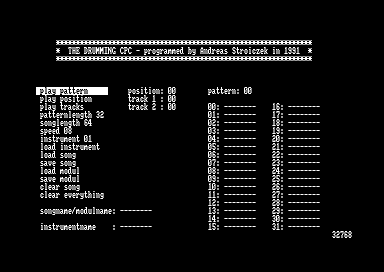 ****************************************************************
* THE DRUMMING CPC - programmed by Andreas Stroiczek in 1991 *
****************************************************************
play pattern position: 00 pattern: 00
play position track 1 : 00
play tracks track 2 : 00 00: -------- 16: --------
patternlength 32 01: -------- 17: --------
songlength 64 02: -------- 18: --------
speed 08 03: -------- 19: --------
instrument 01 04: -------- 20: --------
load instrument 05: -------- 21: --------
load song 06: -------- 22: --------
save song 07: -------- 23: --------
load modul 08: -------- 24: --------
save modul 09: -------- 25: --------
clear song 10: -------- 26: --------
clear everything 11: -------- 27: --------
12: -------- 28: --------
songname/modulname: -------- 13: -------- 29: --------
14: -------- 30: --------
instrumentname : -------- 15: -------- 31: --------
32768